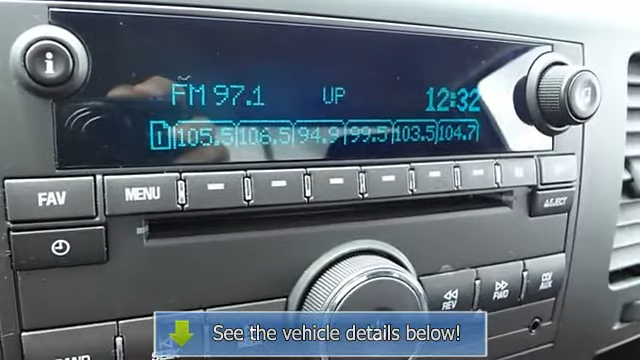 FM 97.1 UP 12:32
1 105.5 106.5 94.9 99.5 103.5 104.7
FAV MENU
EJECT
REV FWD CD/AUX
See the vehicle details below!